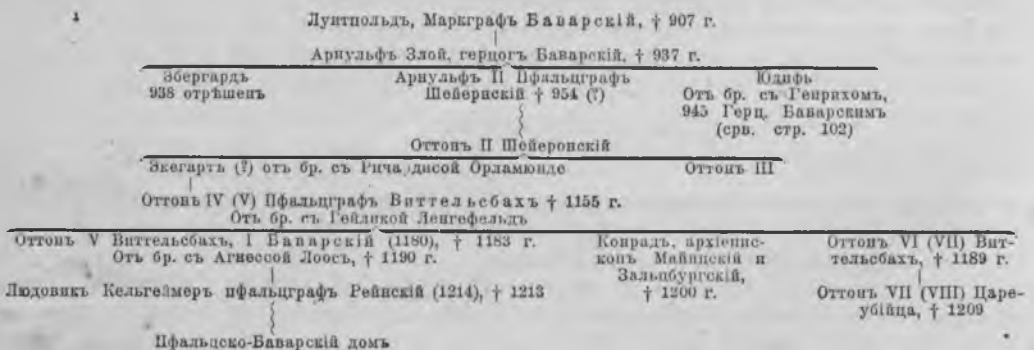 1
Луитпольдъ, Маркграфъ Баварскій, † 907 г.
Арнульфъ Злой, герцогъ Баварскій, † 937 г.
Эбергардъ
938 отрѣшенъ
Арнульфъ II Пфальцграфъ
Шейернскій † 954 (?)
Юдифь
От бр. съ Генрихомъ,
945 Герц. Баварскимъ
(срв. стр. 102)
Оттонъ II Шейеронскій
Экегартъ (?) отъ бр. съ Ричардисой Орламюнде
Оттонъ III
Оттонъ IV (V) Пфальцграфъ Виттельсбахъ † 1155 г.
Отъ бр. съ Гейликой Ленгефельдъ
Оттонъ V Виттельсбахъ, I Баварскій (1180), † 1183 г.
Отъ бр. съ Агнессой Лоосъ, † 1190 г.
Людовикъ Кельгеймеръ пфальцграфъ Рейнскій (1214), † 1213
Пфальцско-Баварскій домъ
Конрадъ, архіепис-
копъ Майнцскій и
Зальцбургскій,
† 1200 г.
Оттонъ VI (VII) Вит-
тельсбахъ, † 1189 г.
Оттонъ VII (VIII) Царе-
убійца, † 1209